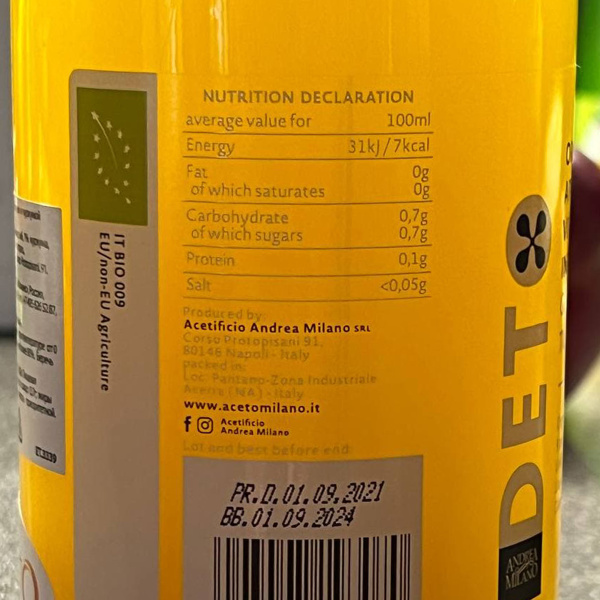 NUTRITION DECLARATION
average value for 100ml
Energy 31kJ/7kcal
Fat 0g
of which saturates 0g
Carbohydrate 0,7g
of which sugars 0,7g
Protein 0,1g
Salt <0,05g
Produced by:
Acetificio Andrea Milano SRL
Corso Protopisani 91,
80146 Napoli - Italy
packed in:
Loc. Pantano-Zona Industriale
Acerra (NA) - Italy
www.acetomilano.it
Acetificio
Andrea Milano
Lot and best before end:
PR.D.01.09.2021
BB.01.09.2024
IT BIO 009
EU/non-EU Agriculture
DETO
ANDREA
MILANO